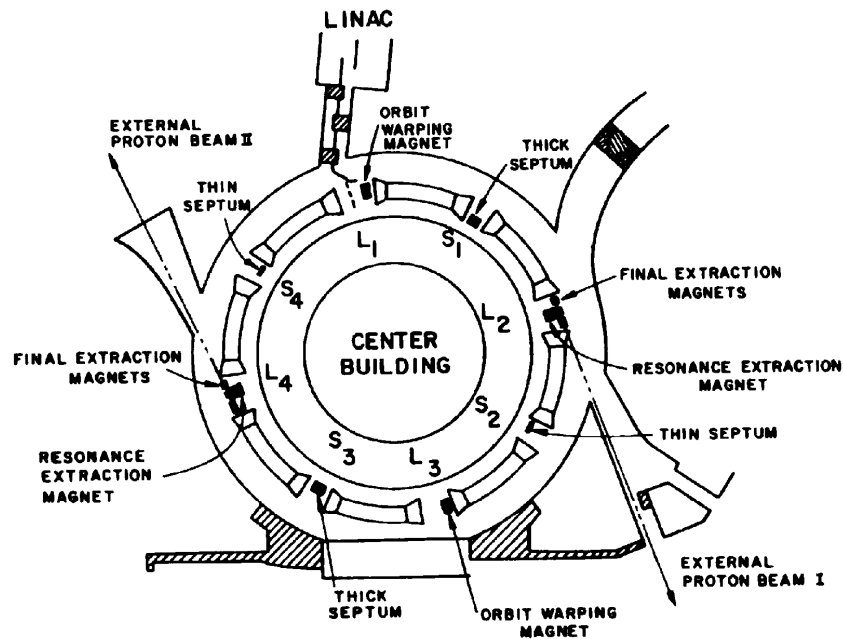 LINAC
EXTERNAL
PROTON BEAM II
ORBIT
WARPING
MAGNET
THICK
SEPTUM
THIN
SEPTUM
L1
S1
S4
L2
FINAL EXTRACTION
MAGNETS
CENTER
BUILDING
FINAL EXTRACTION
MAGNETS
L4
RESONANCE EXTRACTION
MAGNET
S2
THIN SEPTUM
S3
L3
RESONANCE
EXTRACTION
MAGNET
EXTERNAL
PROTON BEAM I
THICK
SEPTUM
ORBIT WARPING
MAGNET